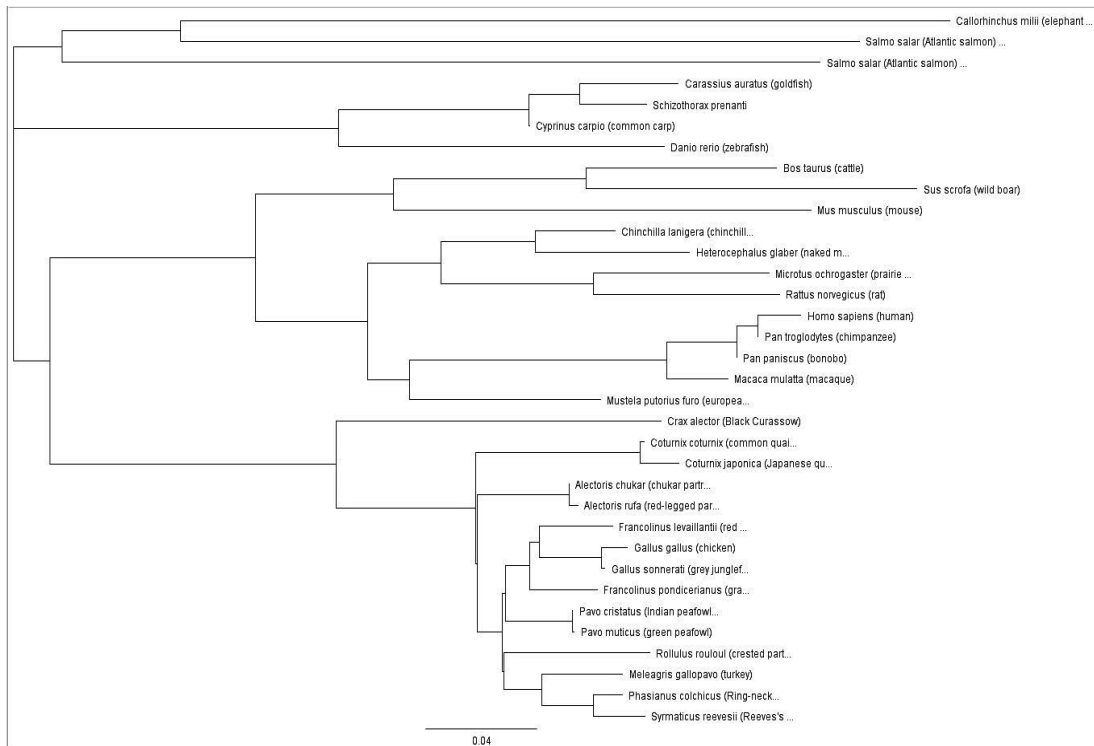 Callorhinchus milii (elephant ...
Salmo salar (Atlantic salmon) ...
Salmo salar (Atlantic salmon) ...
Carassius auratus (goldfish)
Schizothorax prenanti
Cyprinus carpio (common carp)
Danio rerio (zebrafish)
Bos taurus (cattle)
Sus scrofa (wild boar)
Mus musculus (mouse)
Chinchilla lanigera (chinchill...
Heterocephalus glaber (naked m...
Microtus ochrogaster (prairie ...
Rattus norvegicus (rat)
Homo sapiens (human)
Pan troglodytes (chimpanzee)
Pan paniscus (bonobo)
Macaca mulatta (macaque)
Mustela putorius furo (europea...
Crax alector (Black Curassow)
Coturnix coturnix (common quai...
Coturnix japonica (Japanese qu...
Alectoris chukar (chukar partr...
Alectoris rufa (red-legged par...
Francolinus levaillantii (red ...
Gallus gallus (chicken)
Gallus sonnerati (grey junglef...
Francolinus pondicerianus (gra...
Pavo cristatus (Indian peafowl...
Pavo muticus (green peafowl)
Rollulus rouloul (crested part...
Meleagris gallopavo (turkey)
Phasianus colchicus (Ring-neck...
Syrmaticus reevesii (Reeves's ...
0.04